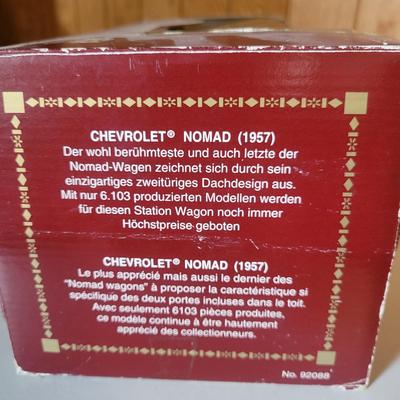 CHEVROLET® NOMAD (1957)
Der wohl berühmteste und auch letzte der
Nomad-Wagen zeichnet sich durch sein
einzigartiges zweitüriges Dachdesign aus.
Mit nur 6.103 produzierten Modellen werden
für diesen Station Wagon noch immer
Höchstpreise geboten
CHEVROLET® NOMAD (1957)
Le plus apprécié mais aussi le dernier des
"Nomad wagons" à proposer la caractéristique si
spécifique des deux portes incluses dans le toit.
Avec seulement 6103 pièces produites,
ce modèle continue à être hautement
apprécié des collectionneurs.
No. 92088